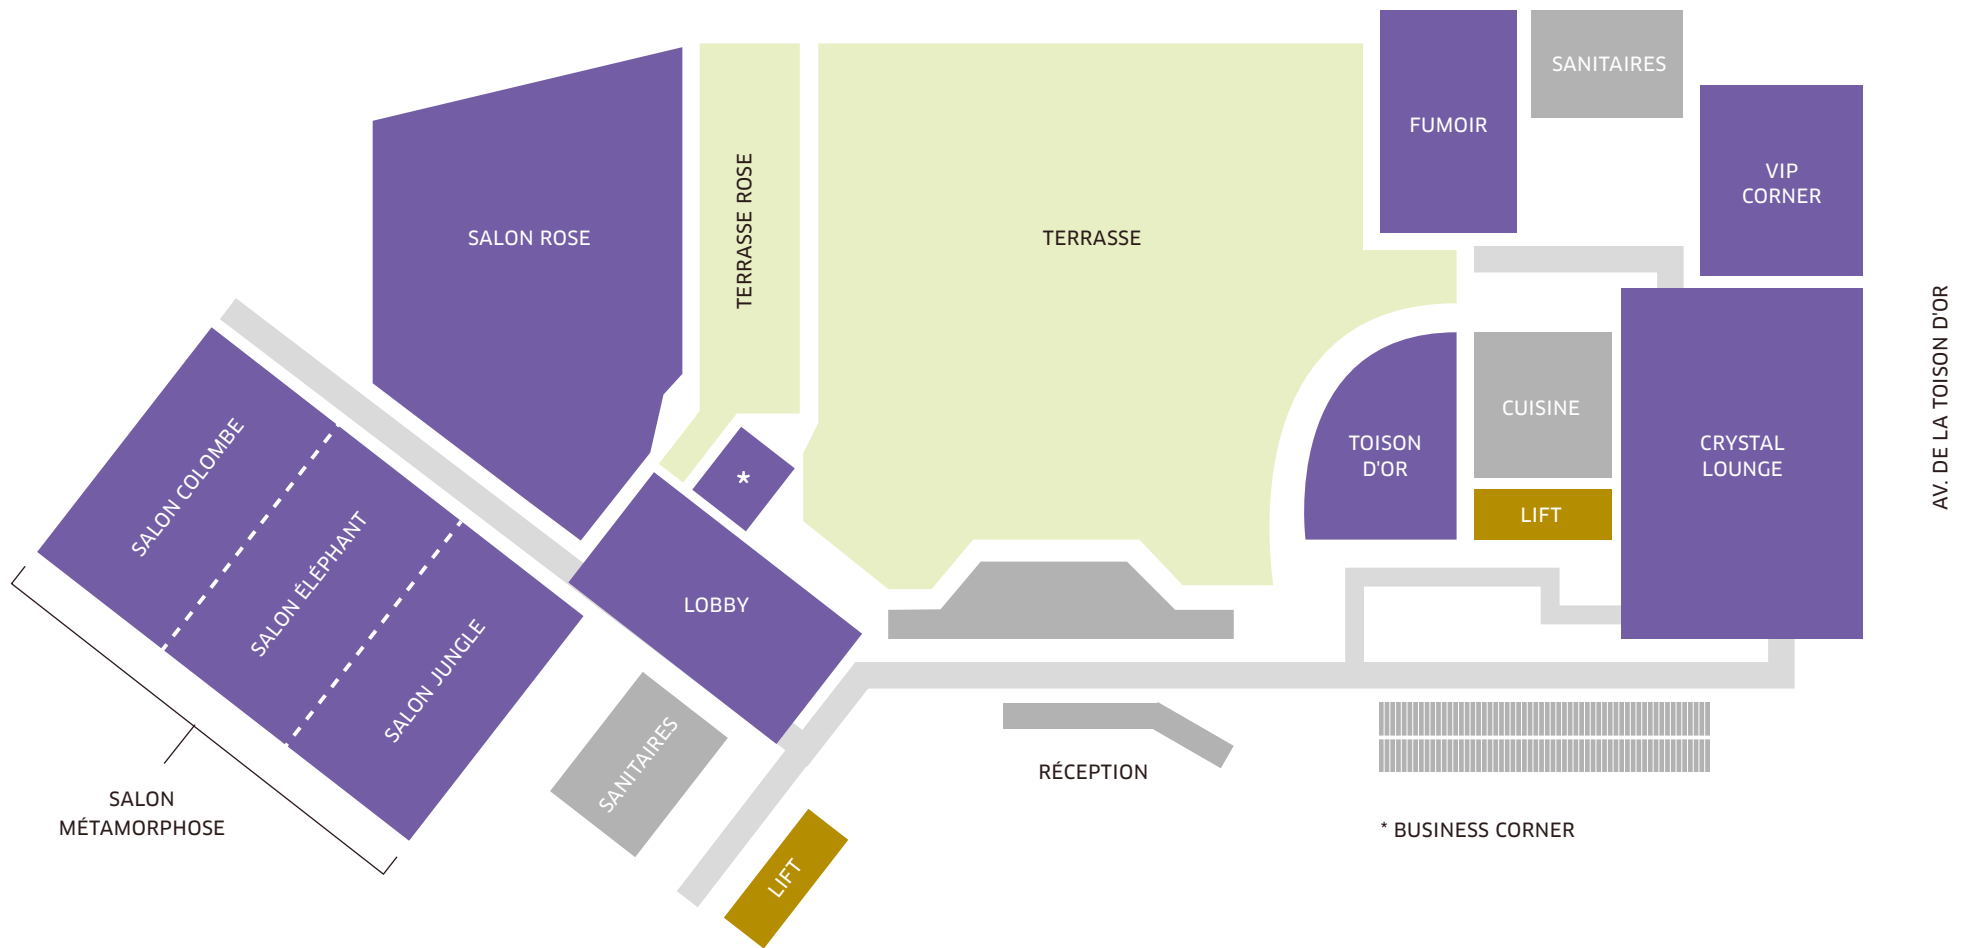 SANITAIRES
FUMOIR
VIP
CORNER
SALON ROSE
TERRASSE ROSE
TERRASSE
AV. DE LA TOISON D'OR
CUISINE
TOISON
D'OR
CRYSTAL
LOUNGE
SALON COLOMBE
*
LIFT
SALON ÉLÉPHANT
LOBBY
SALON JUNGLE
SANITAIRES
RÉCEPTION
SALON
MÉTAMORPHOSE
* BUSINESS CORNER
LIFT